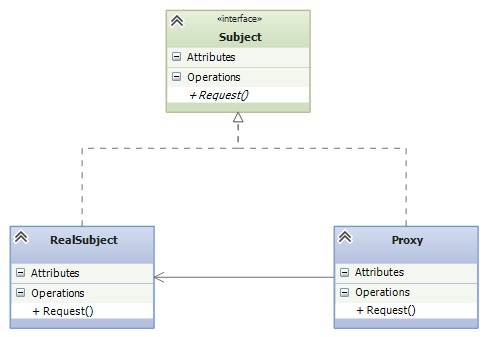 «interface»
Subject
Attributes
Operations
+ Request()
RealSubject
Attributes
Operations
+ Request()
Proxy
Attributes
Operations
+ Request()